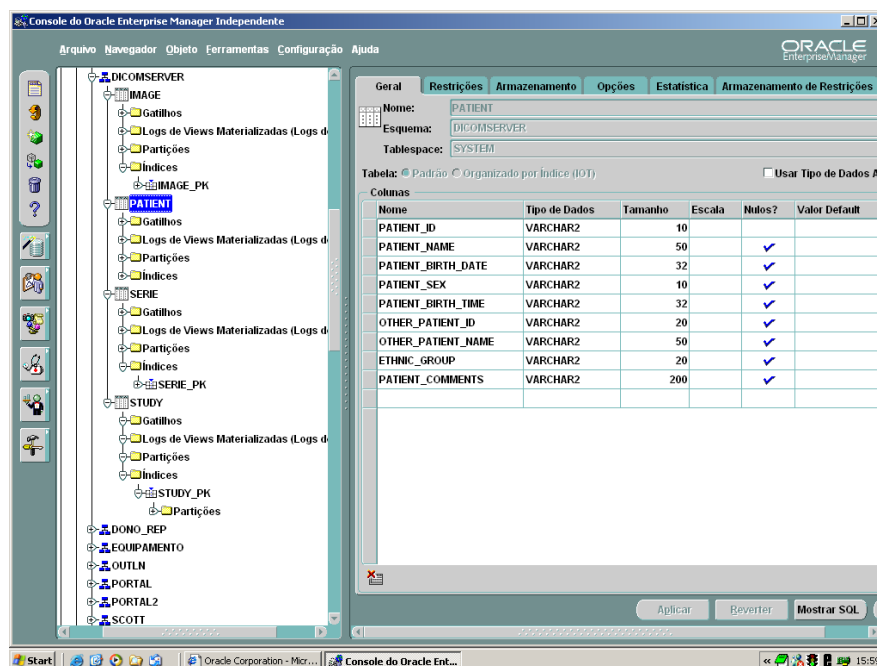 Console do Oracle Enterprise Manager Independente
Arquivo Navegador Objeto Ferramentas Configuração Ajuda
ORACLE
EnterpriseManager
DICOMSERVER
IMAGE
Gatilhos
Logs de Views Materializadas (Logs d
Partições
Índices
IMAGE_PK
PATIENT
Gatilhos
Logs de Views Materializadas (Logs d
Partições
Índices
SERIE
Gatilhos
Logs de Views Materializadas (Logs d
Partições
Índices
SERIE_PK
STUDY
Gatilhos
Logs de Views Materializadas (Logs d
Partições
Índices
STUDY_PK
Partições
DONO_REP
EQUIPAMENTO
OUTLN
PORTAL
PORTAL2
SCOTT
Geral Restrições Armazenamento Opções Estatística Armazenamento de Restrições
Nome: PATIENT
Esquema: DICOMSERVER
Tablespace: SYSTEM
Tabela: Padrão Organizado por Índice (IOT) Usar Tipo de Dados A
Colunas
Nome Tipo de Dados Tamanho Escala Nulos? Valor Default
PATIENT_ID VARCHAR2 10
PATIENT_NAME VARCHAR2 50
PATIENT_BIRTH_DATE VARCHAR2 32
PATIENT_SEX VARCHAR2 10
PATIENT_BIRTH_TIME VARCHAR2 32
OTHER_PATIENT_ID VARCHAR2 20
OTHER_PATIENT_NAME VARCHAR2 50
ETHNIC_GROUP VARCHAR2 20
PATIENT_COMMENTS VARCHAR2 200
Aplicar Reverter Mostrar SQL
Start Oracle Corporation - Micr... Console do Oracle Ent... « 15:5